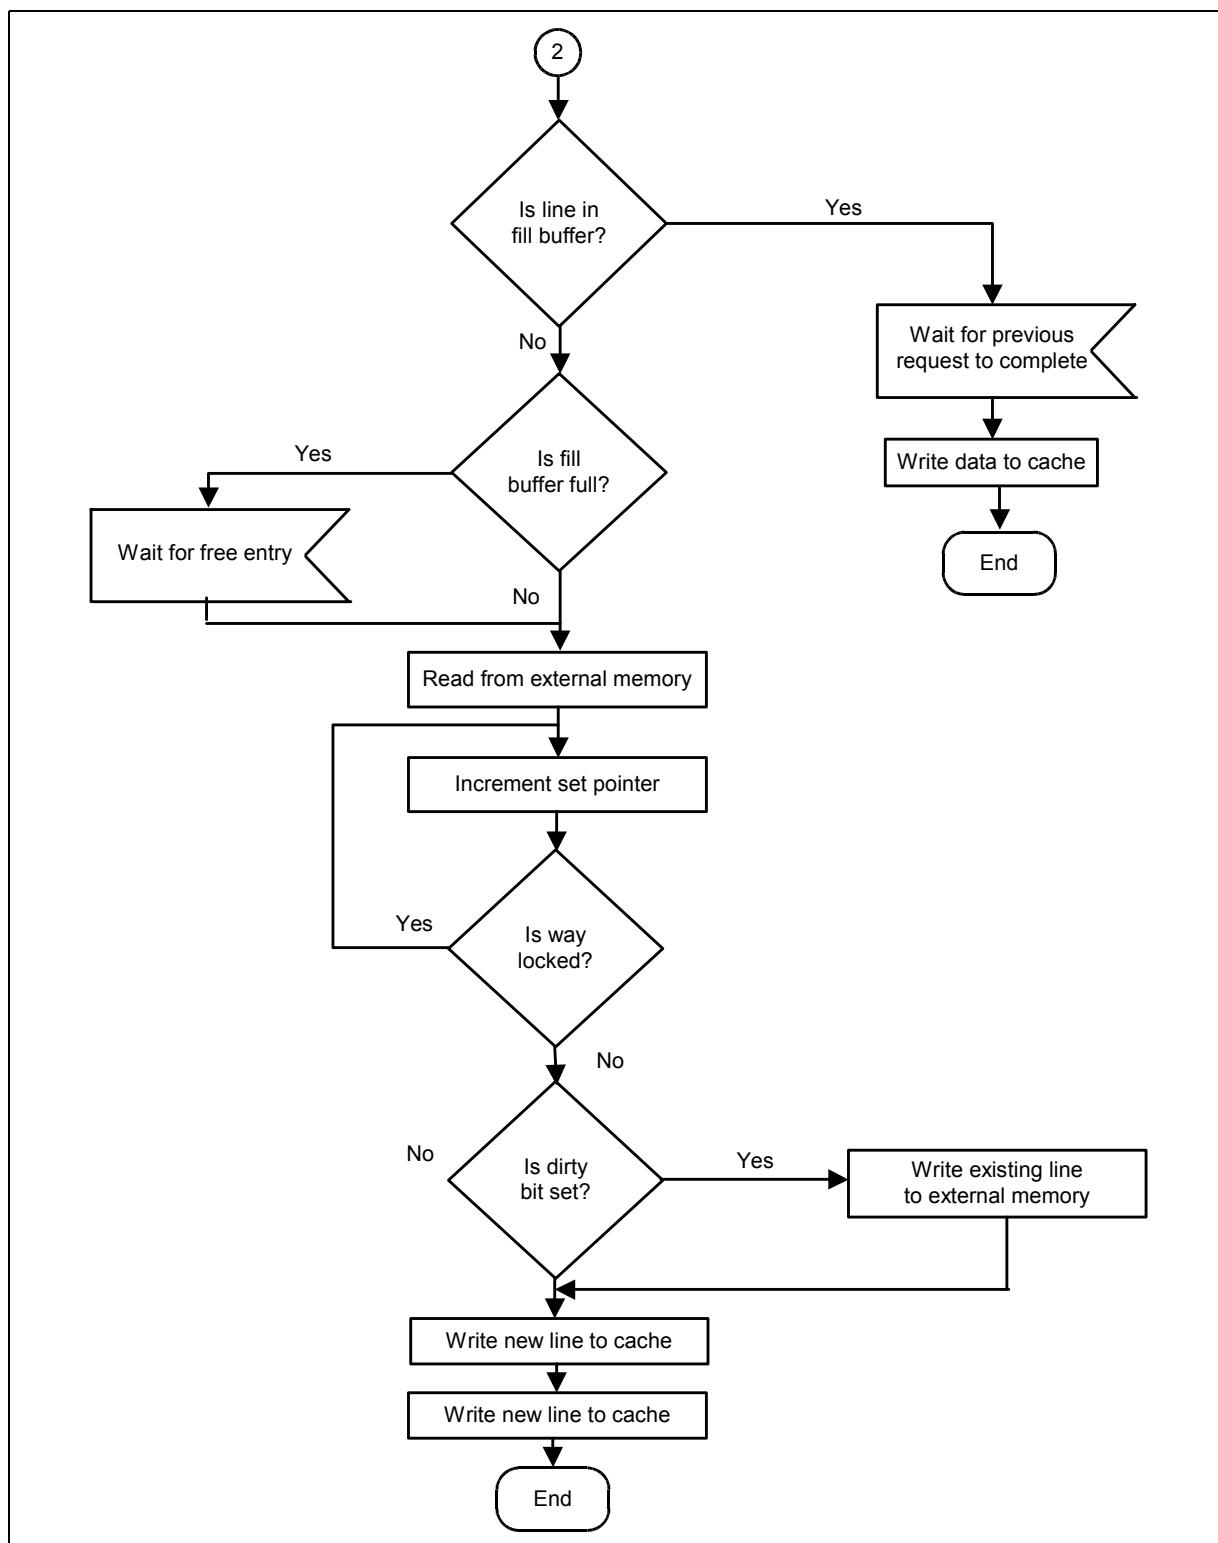 2
Is line in
fill buffer?
Yes
No
Wait for previous
request to complete
Write data to cache
End
Is fill
buffer full?
Yes
Wait for free entry
No
Read from external memory
Increment set pointer
Is way
locked?
Yes
No
Is dirty
bit set?
No
Yes
Write existing line
to external memory
Write new line to cache
Write new line to cache
End